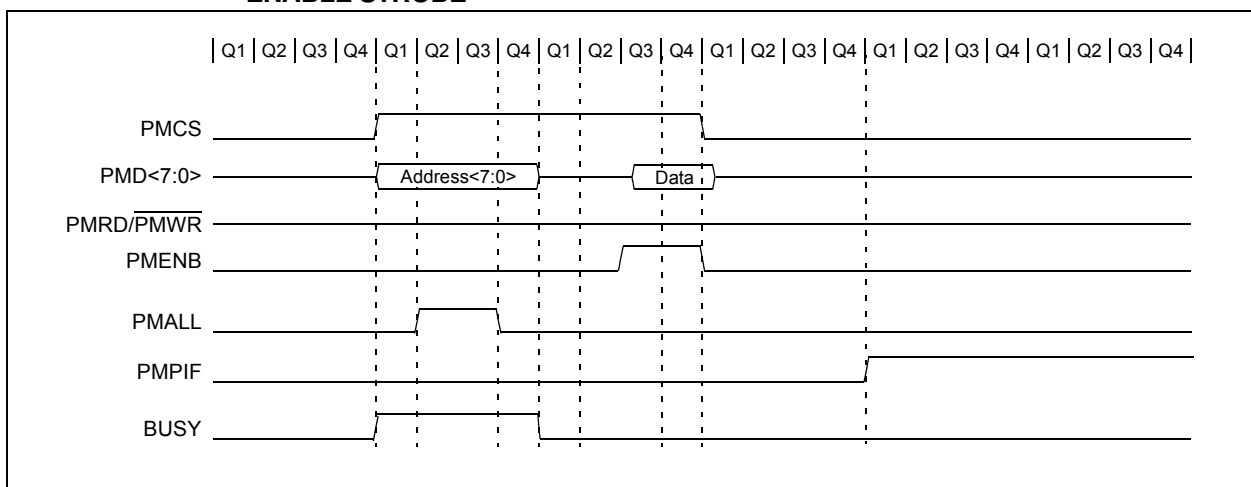 ENABLE STROBE
Q1 Q2 Q3 Q4 Q1 Q2 Q3 Q4 Q1 Q2 Q3 Q4 Q1 Q2 Q3 Q4 Q1 Q2 Q3 Q4 Q1 Q2 Q3 Q4
PMCS
PMD<7:0> Address<7:0> Data
PMRD/PMWR
PMENB
PMALL
PMPIF
BUSY